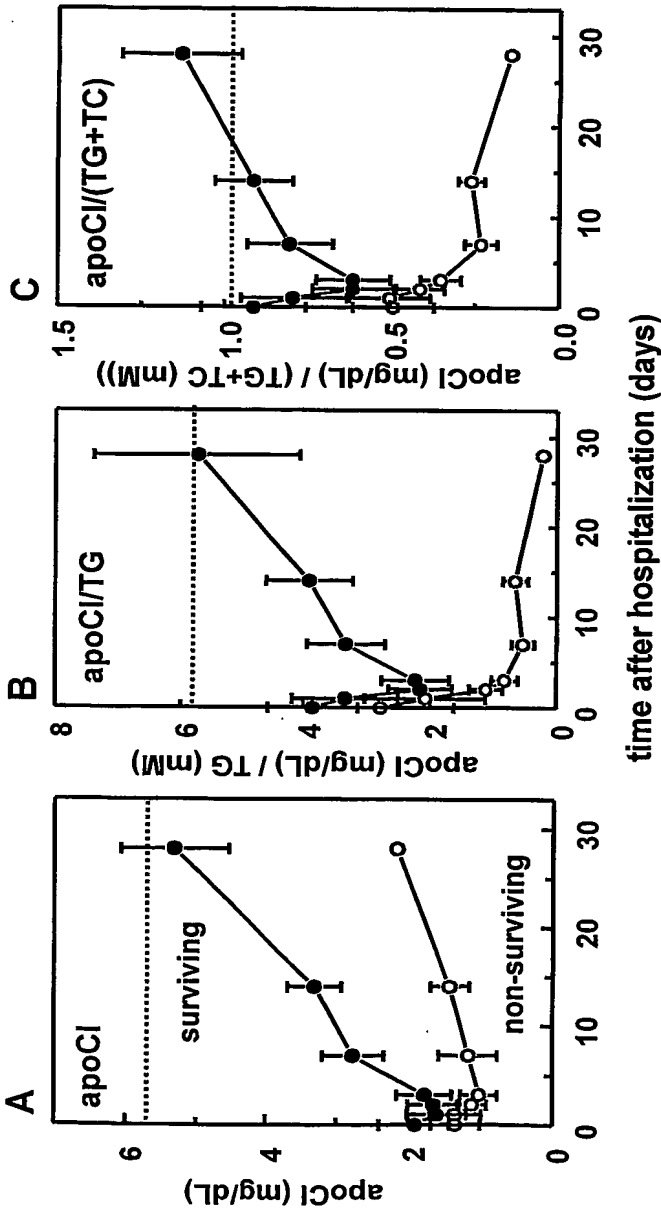 A
apoCI
surviving
non-surviving
apoCI (mg/dL)
6
4
2
0
0
10
20
30
B
apoCI/TG
apoCI (mg/dL) / TG (mM)
8
6
4
2
0
0
10
20
30
C
apoCI/(TG+TC)
apoCI (mg/dL) / (TG+TC (mM))
1.5
1.0
0.5
0.0
0
10
20
30
time after hospitalization (days)